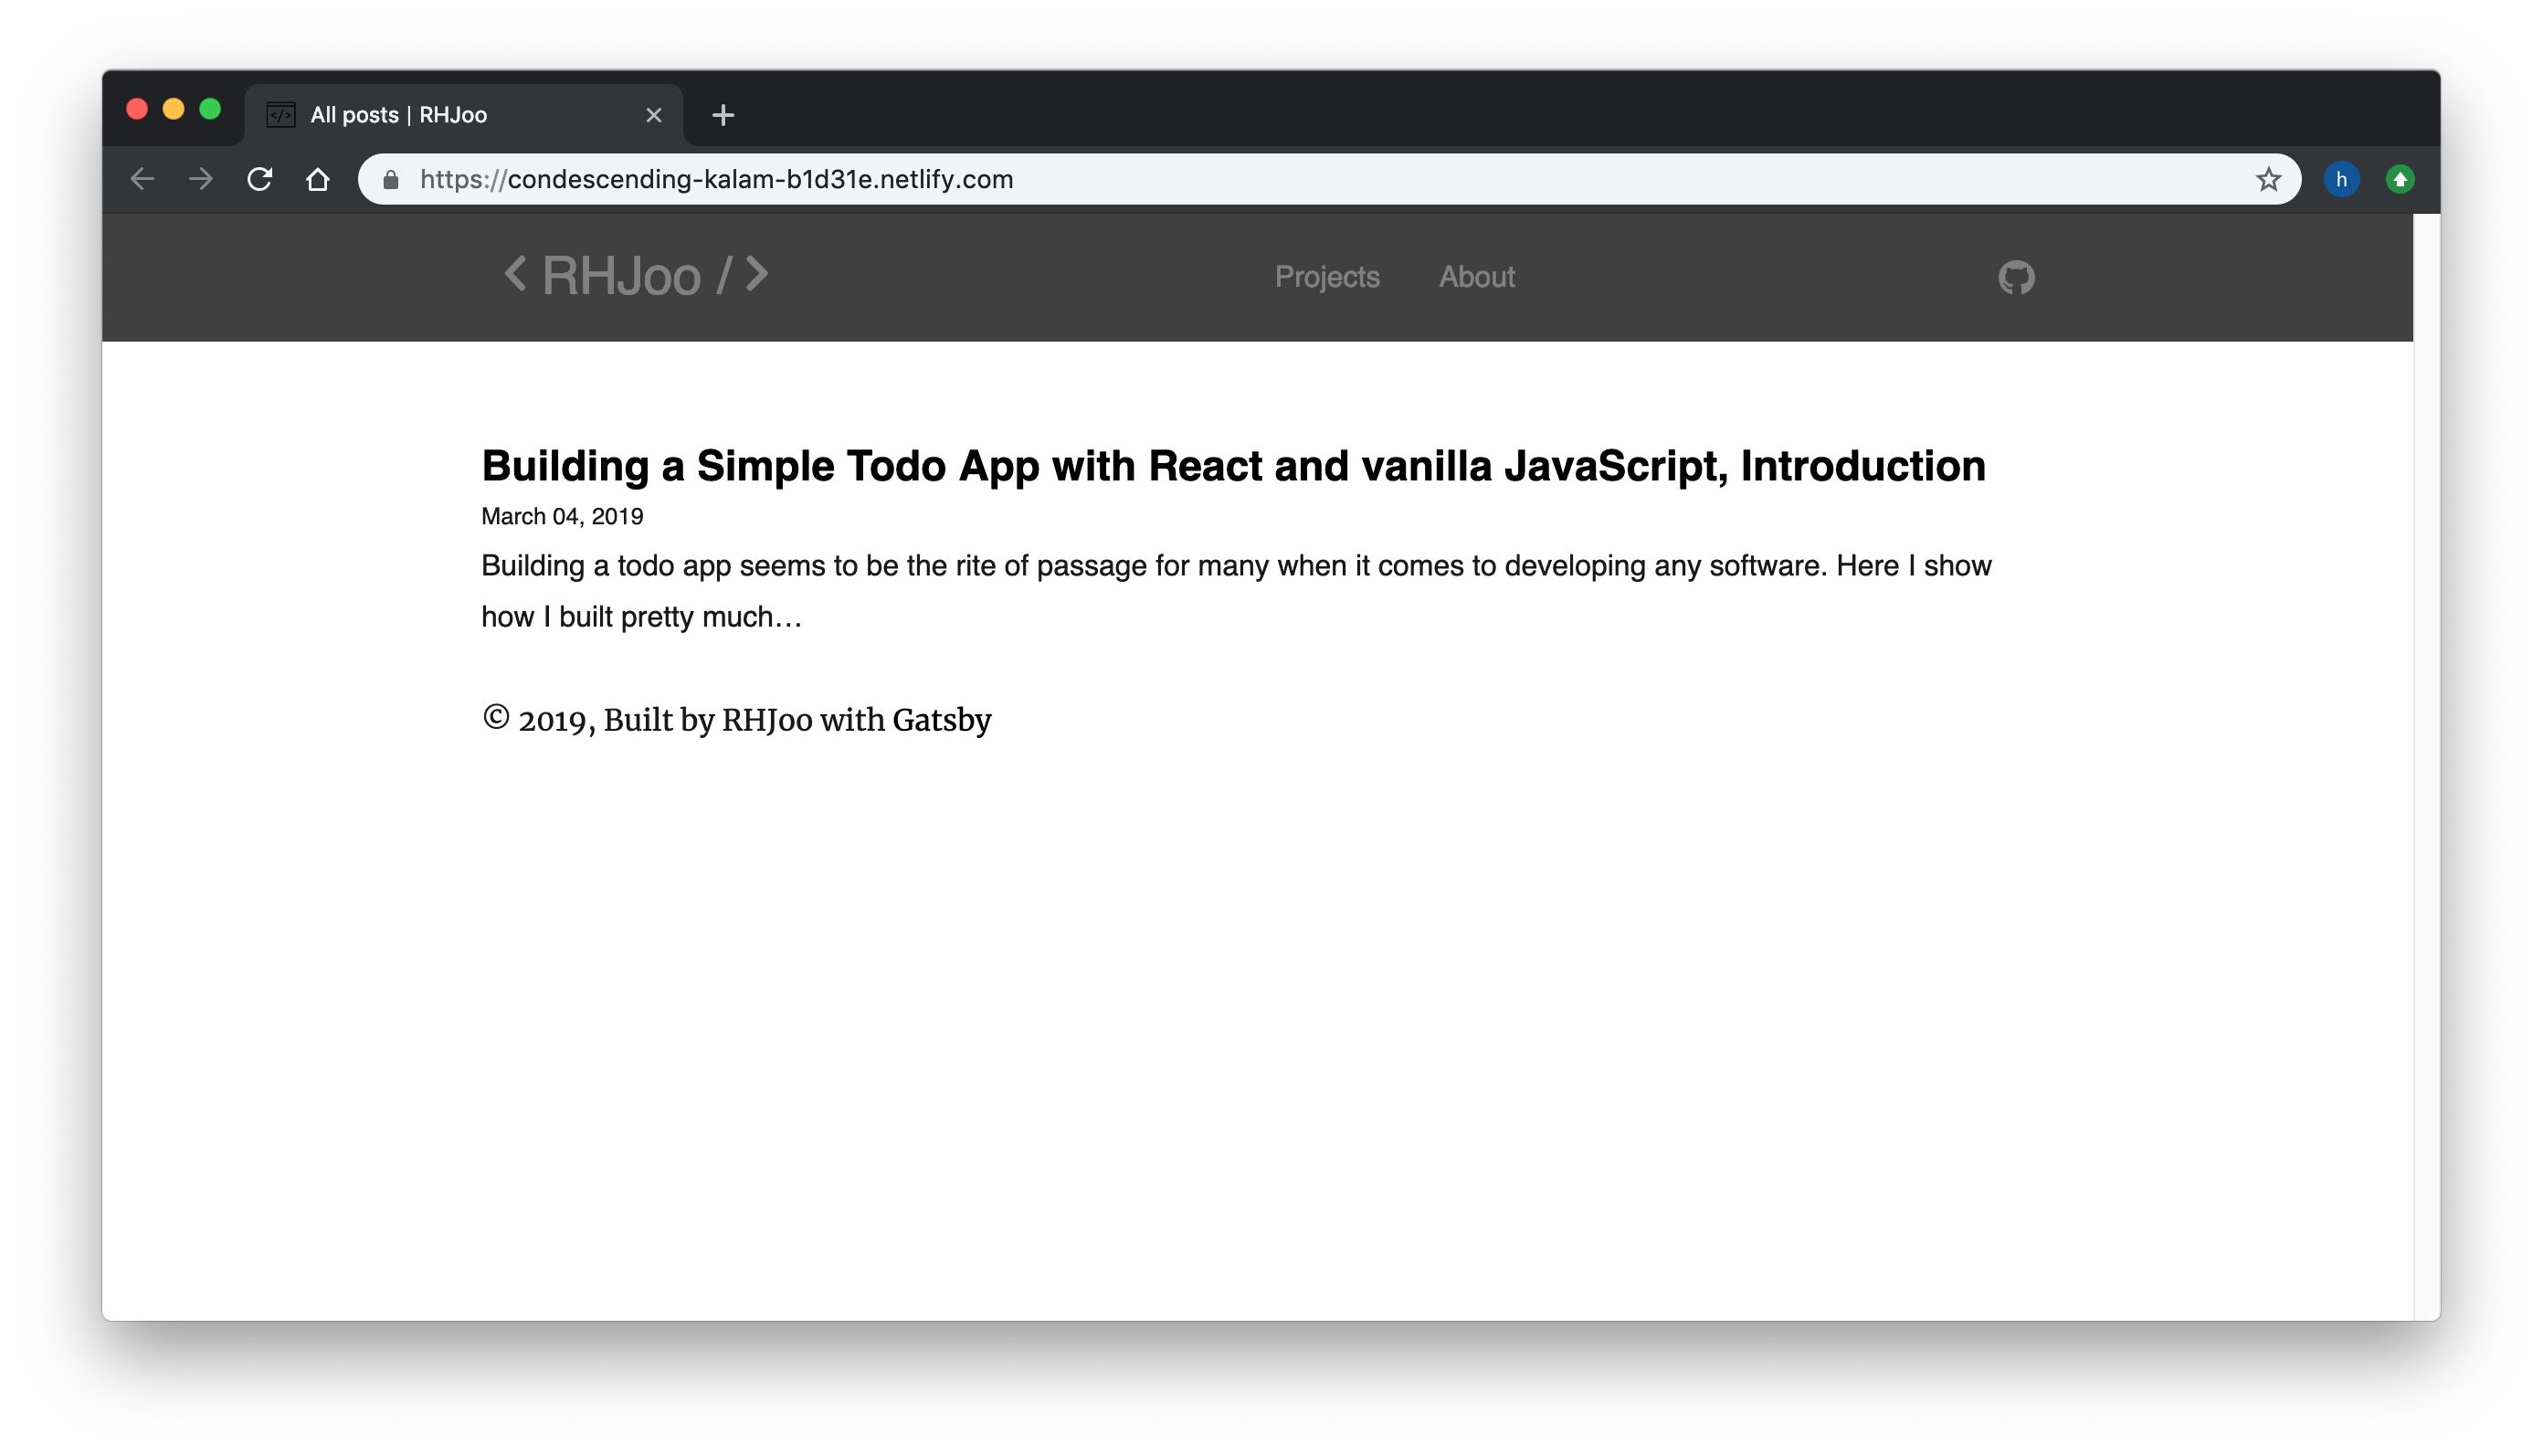 </> All posts | RHJoo
https://condescending-kalam-b1d31e.netlify.com
h
< RHJoo / >
Projects
About
Building a Simple Todo App with React and vanilla JavaScript, Introduction
March 04, 2019
Building a todo app seems to be the rite of passage for many when it comes to developing any software. Here I show
how I built pretty much…
© 2019, Built by RHJoo with Gatsby